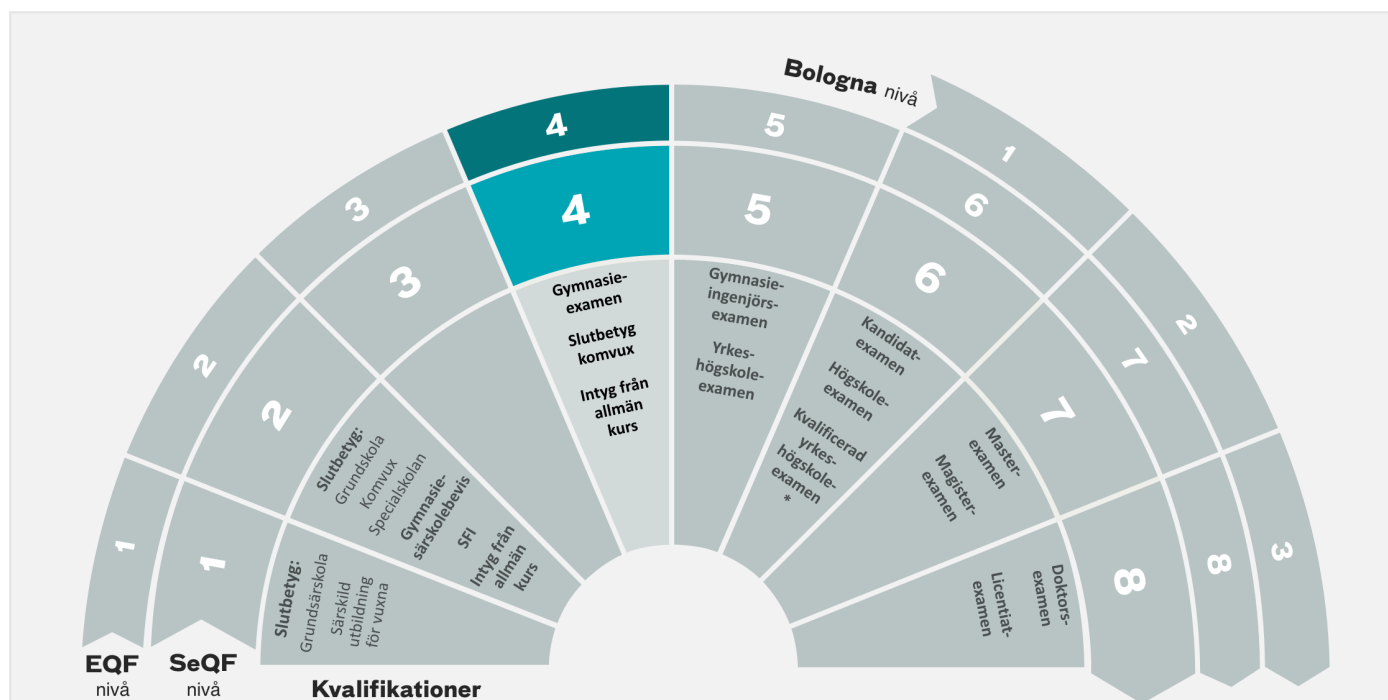 Bologna nivå
1
2
3
4
5
6
7
8
1
2
3
1
2
3
4
5
6
7
8
Slutbetyg:
Grundsärskola
Särskild
utbildning
för vuxna
Slutbetyg:
Grundskola
Komvux
Specialskolan
Gymnasie-
särskolebevis
SFI
Intyg från
allmän
kurs
Gymnasie-
examen
Slutbetyg
komvux
Intyg från
allmän
kurs
Gymnasie-
ingenjörs-
examen
Yrkes-
högskole-
examen
Kandidat-
examen
Högskole-
examen
Kvalificerad
yrkes-
högskole-
examen
*
Master-
examen
Magister-
examen
Doktors-
examen
Licentiat-
examen
EQF
nivå
SeQF
nivå
Kvalifikationer